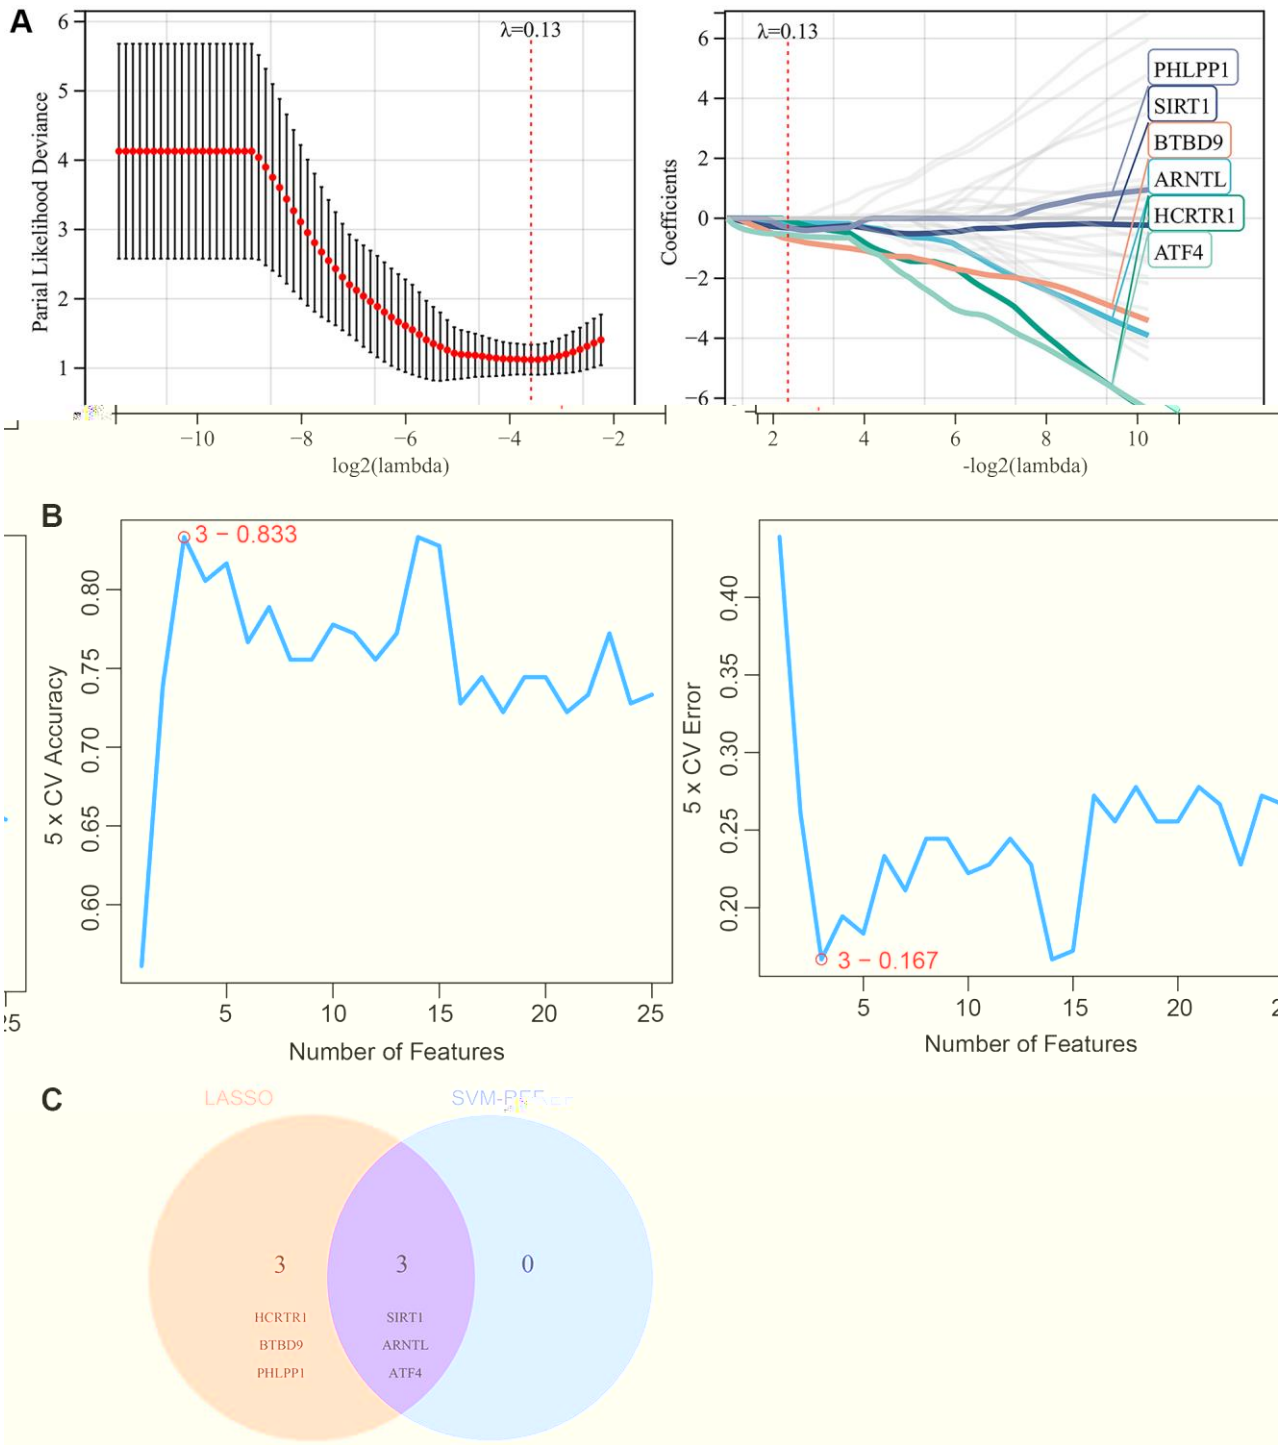 A
6
5
4
3
2
1
Parial Likelihood Deviance
λ=0.13
−10
−8
−6
−4
−2
log2(lambda)
6
4
2
0
−2
−4
−6
Coefficients
λ=0.13
PHLPP1
SIRT1
BTBD9
ARNTL
HCRTR1
ATF4
2
4
6
8
10
-log2(lambda)
B
3 − 0.833
0.80
0.75
0.70
0.65
0.60
5 x CV Accuracy
5
10
15
20
25
Number of Features
0.40
0.35
0.30
0.25
0.20
5 x CV Error
3 − 0.167
5
10
15
20
Number of Features
C
LASSO
3
3
0
HCRTR1
SIRT1
BTBD9
ARNTL
PHLPP1
ATF4